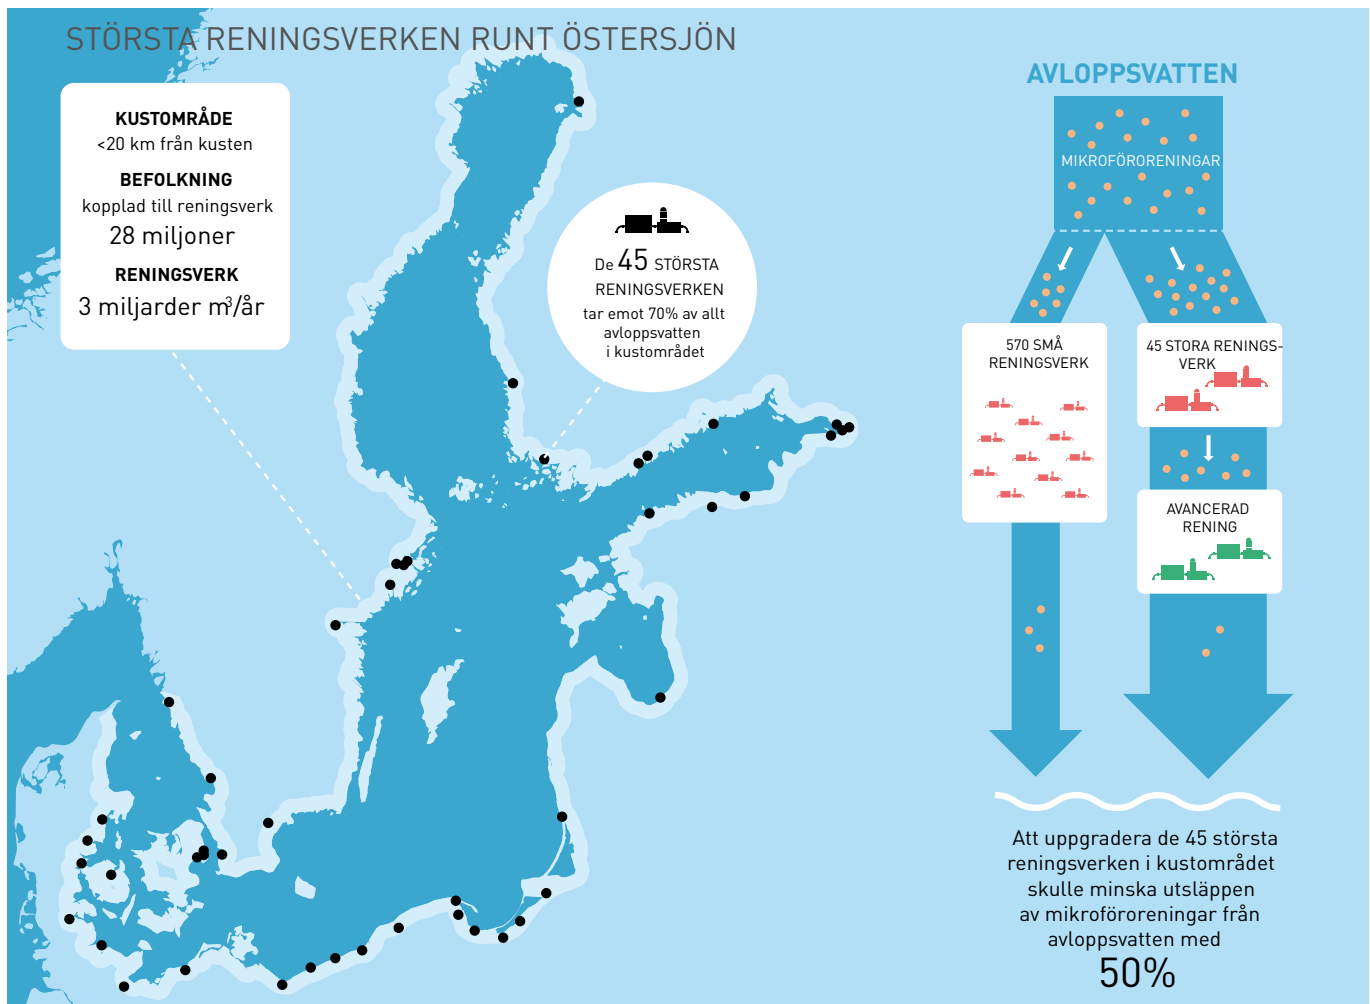 STÖRSTA RENINGSVERKEN RUNT ÖSTERSJÖN
KUSTOMRÅDE
<20 km från kusten
BEFOLKNING
kopplad till reningsverk
28 miljoner
RENINGSVERK
3 miljarder m³/år
De 45 STÖRSTA
RENINGSVERKEN
tar emot 70% av allt
avloppsvatten
i kustområdet
AVLOPPSVATTEN
MIKROFÖRORENINGAR
570 SMÅ
RENINGSVERK
45 STORA RENINGS-
VERK
AVANCERAD
RENING
Att uppgradera de 45 största
reningsverken i kustområdet
skulle minska utsläppen
av mikroföroreningar från
avloppsvatten med
50%